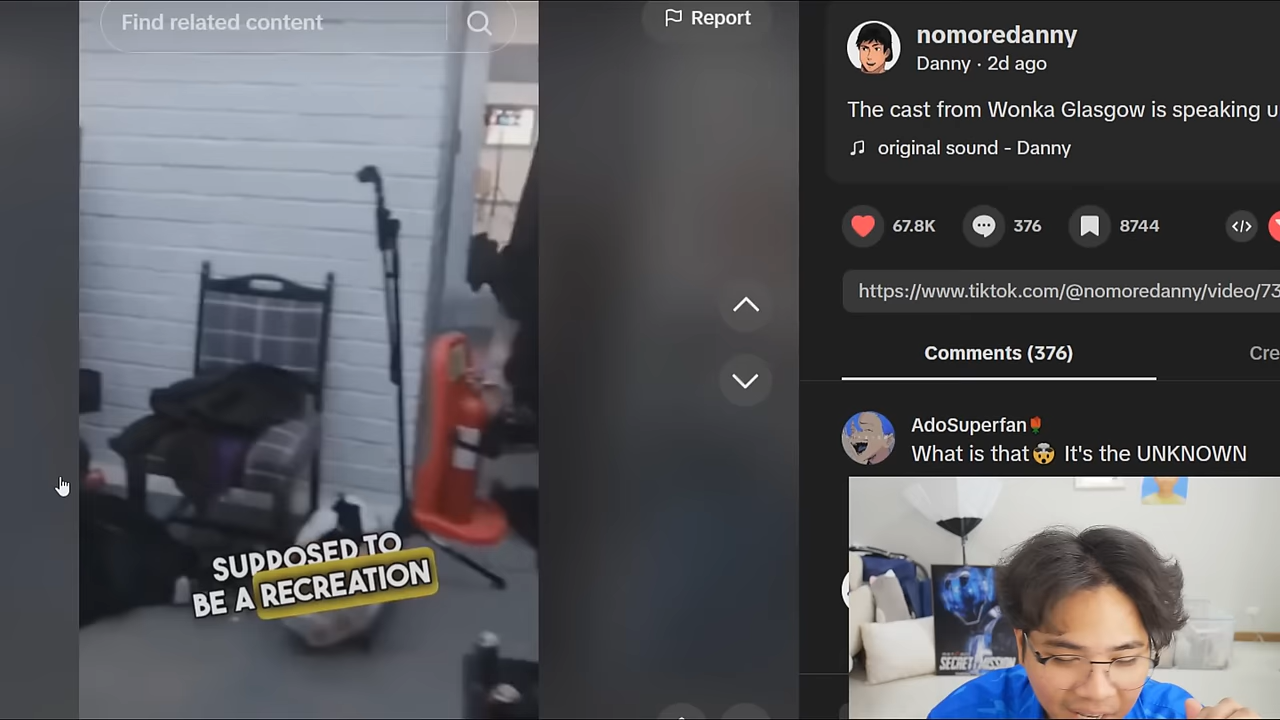 Find related content
Report
SUPPOSED TO
BE A RECREATION
nomoredanny
Danny · 2d ago
The cast from Wonka Glasgow is speaking u
original sound - Danny
67.8K
376
8744
https://www.tiktok.com/@nomoredanny/video/73
Comments (376)
Cre
AdoSuperfan🌹
What is that🤯 It's the UNKNOWN
SECRET MISSION